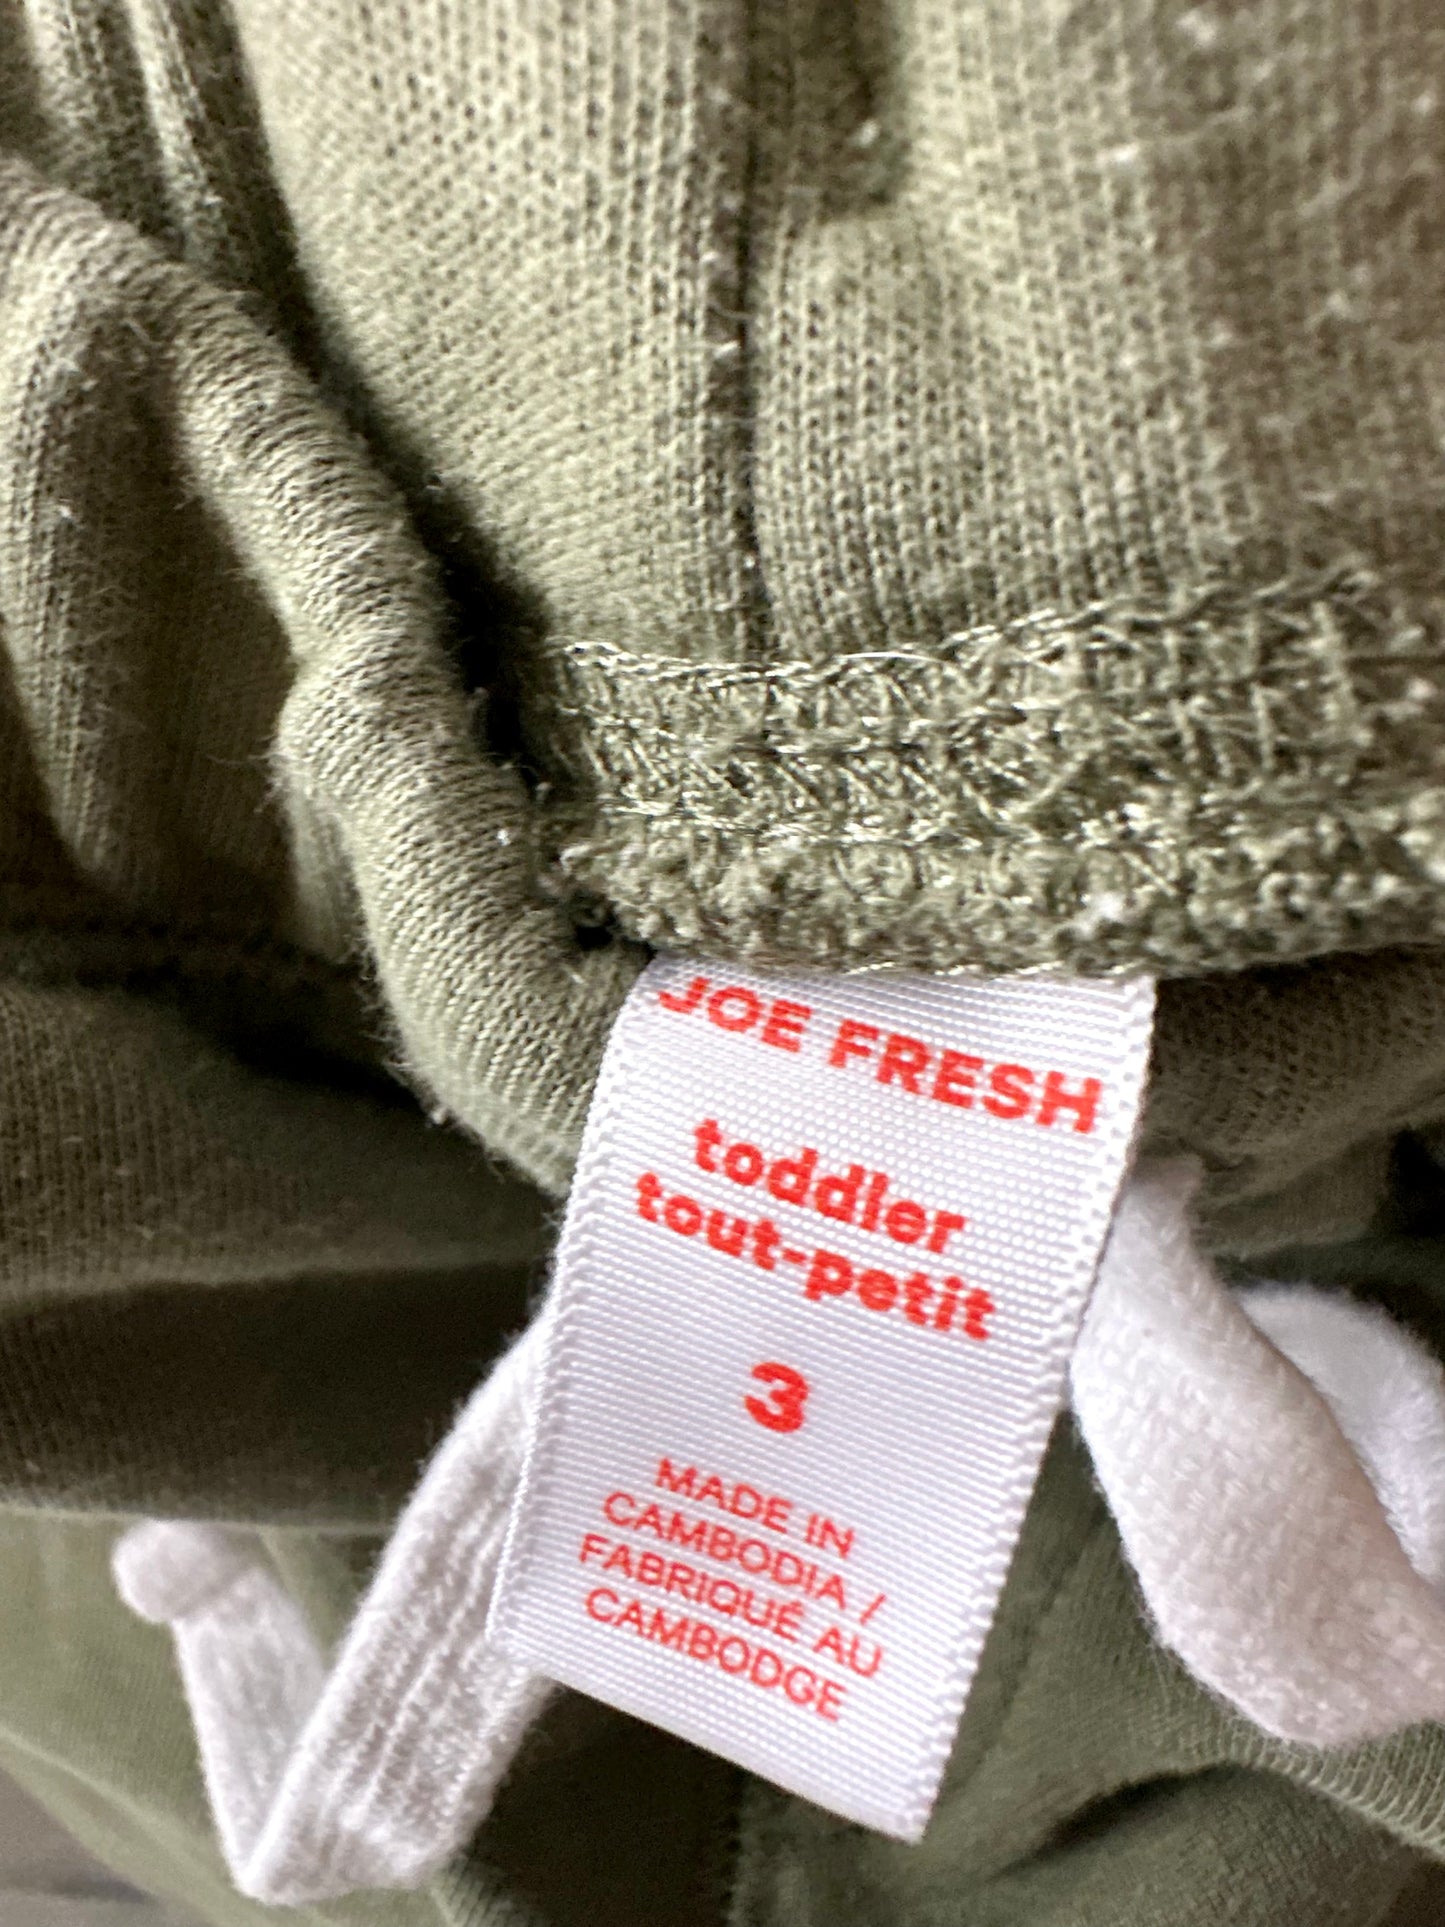 JOE FRESH
toddler
tout-petit
3
MADE IN
CAMBODIA /
FABRIQUÉ AU
CAMBODGE